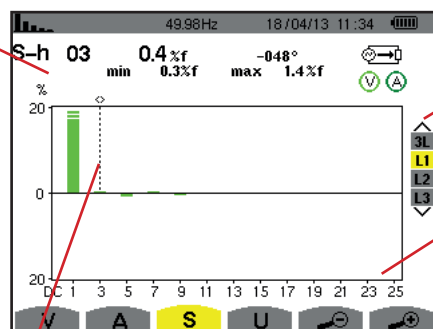 49.98Hz 18/04/13 11:34
S-h 03 0.4 %f -048°
min 0.3%f max 1.4%f
V A
%
20
0
20
3L
L1
L2
L3
DC 1 3 5 7 9 11 13 15 17 19 21 23 25
V A S U